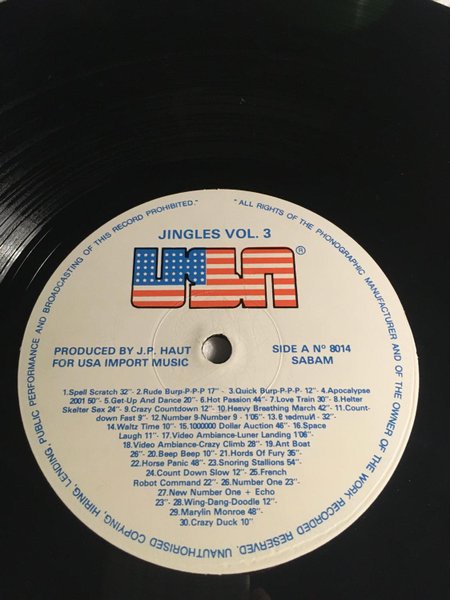 JINGLES VOL. 3
USA®
PRODUCED BY J.P. HAUT
FOR USA IMPORT MUSIC
SIDE A Nº 8014
SABAM
1.Spell Scratch 32"- 2.Rude Burp-P-P-P 17" - 3.Quick Burp-P-P-P- 12"- 4.Apocalypse
2001 50"- 5.Get-Up And Dance 20"- 6.Hot Passion 44"- 7.Love Train 30"- 8.Helter
Skelter Sex 24"- 9.Crazy Countdown 12"- 10.Heavy Breathing March 42"- 11.Count-
down Fast 9"- 12.Number 9 - 1'05"- 13.6 ɿɘdmuИ - 32"-
14.Waltz Time 10"- 15.1000000 Dollar Auction 46"- 16.Space
Laugh 11"- 17.Video Ambiance-Luner Landing 1'06"-
18.Video Ambiance-Crazy Climb 28"- 19.Ant Boat
26"- 20.Beep Beep 10"- 21.Hords Of Fury 35"-
22.Horse Panic 48"- 23.Snoring Stallions 54"-
24.Count Down Slow 12"- 25.French
Robot Command 22"- 26.Number One 23"-
27.New Number One + Echo
23"- 28.Wing-Dang-Doodle 12"-
29.Marylin Monroe 48"-
30.Crazy Duck 10"
"ALL RIGHTS OF THE PHONOGRAPHIC MANUFACTURER AND OF THE OWNER OF THE WORK RECORDED RESERVED. UNAUTHORISED COPYING, HIRING, LENDING, PUBLIC PERFORMANCE AND BROADCASTING OF THIS RECORD PROHIBITED."